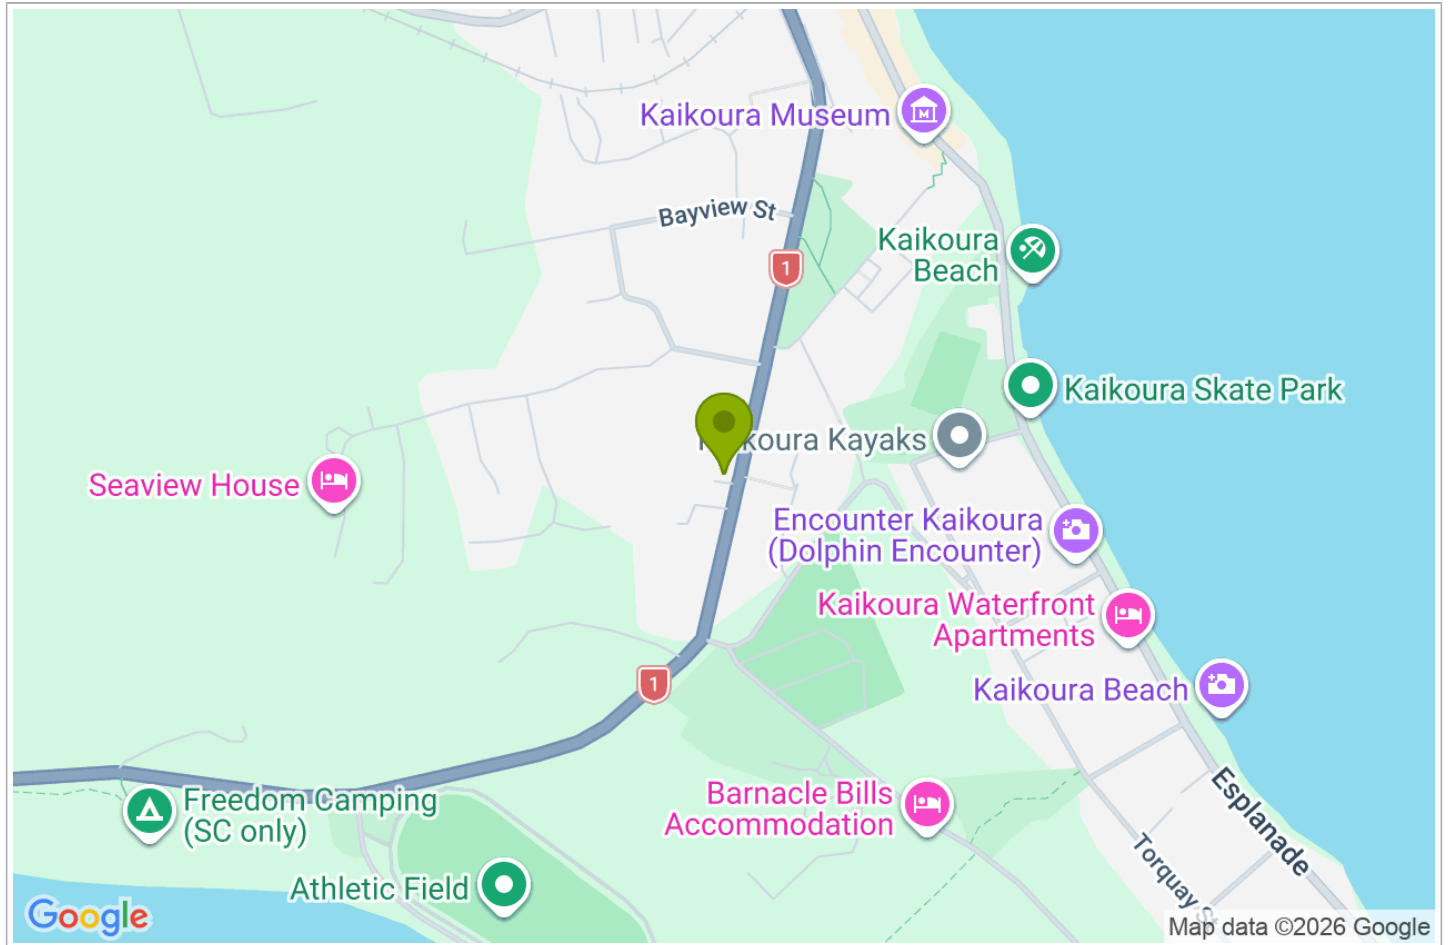 Kaikoura Museum
M
Bayview St
Kaikoura
Beach
1
Kaikoura Skate Park
koura Kayaks
Seaview House
Encounter Kaikoura
(Dolphin Encounter)
Kaikoura Waterfront
Apartments
1
Kaikoura Beach
Freedom Camping
(SC only)
Barnacle Bills
Accommodation
Esplanade
Torquay St
Athletic Field
Google
Map data ©2026 Google